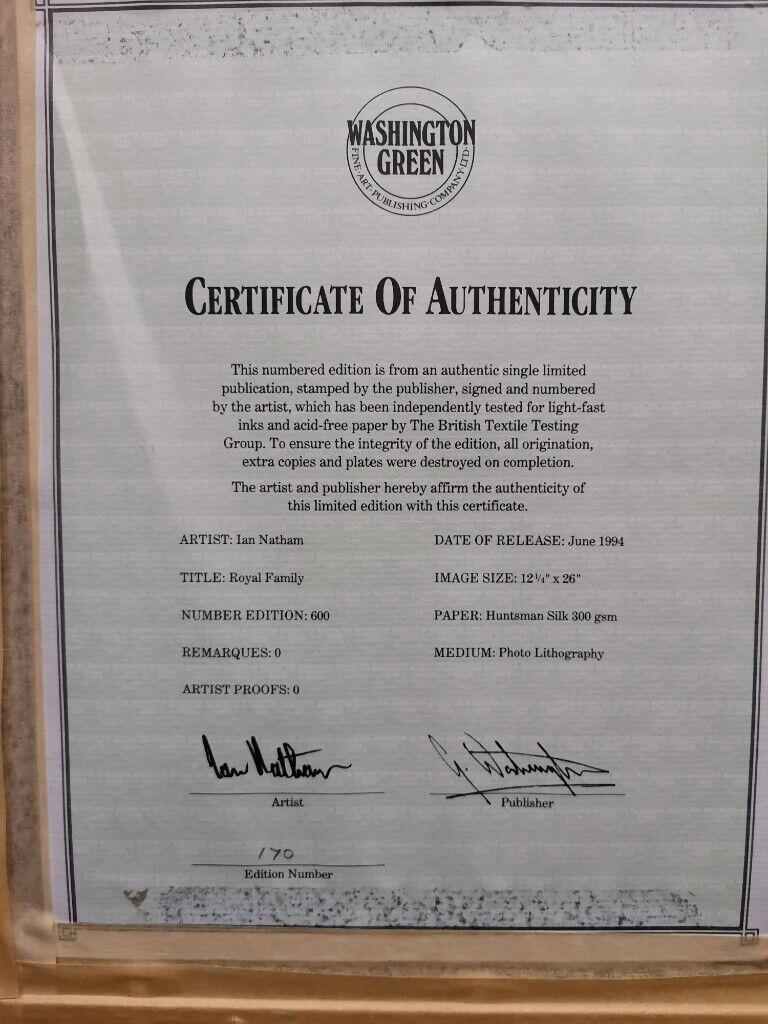 WASHINGTON
GREEN
FINE·ART·PUBLISHING·COMPANY·LTD·
CERTIFICATE OF AUTHENTICITY
This numbered edition is from an authentic single limited
publication, stamped by the publisher, signed and numbered
by the artist, which has been independently tested for light-fast
inks and acid-free paper by The British Textile Testing
Group. To ensure the integrity of the edition, all origination,
extra copies and plates were destroyed on completion.
The artist and publisher hereby affirm the authenticity of
this limited edition with this certificate.
ARTIST: Ian Natham
DATE OF RELEASE: June 1994
TITLE: Royal Family
IMAGE SIZE: 12¼" x 26"
NUMBER EDITION: 600
PAPER: Huntsman Silk 300 gsm
REMARQUES: 0
MEDIUM: Photo Lithography
ARTIST PROOFS: 0
Ian Natham
G. Washington
Artist
Publisher
170
Edition Number